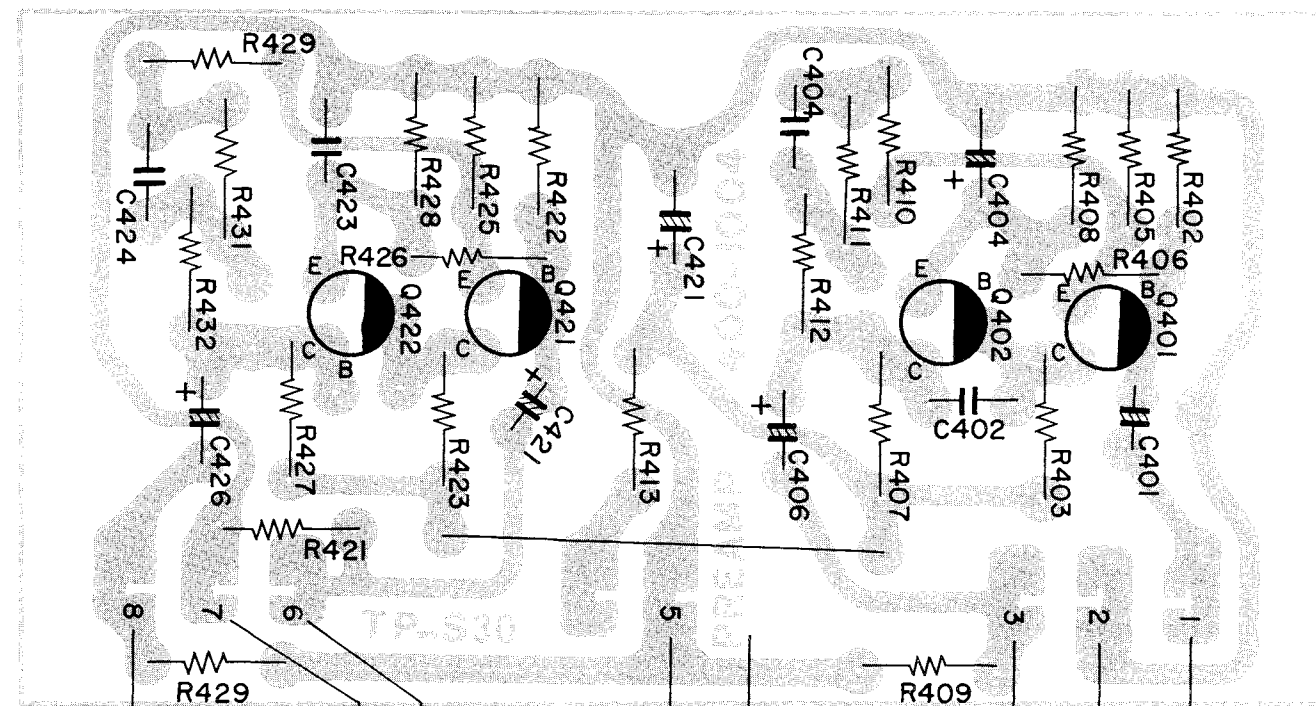 R429
C424
R431
C423
R428
R425
R422
C421
+
C404
R411
R410
C404
+
R408
R405
R402
R432
R426
E
Q422
C
B
E
B
Q421
C
R412
E
B
Q402
C
R406
E
B
Q401
C
+
C426
R427
R423
+
C421
R413
+
C406
R407
C402
R403
C401
R421
PREAMP
TP-S30
8
7
6
5
3
2
1
R429
R409